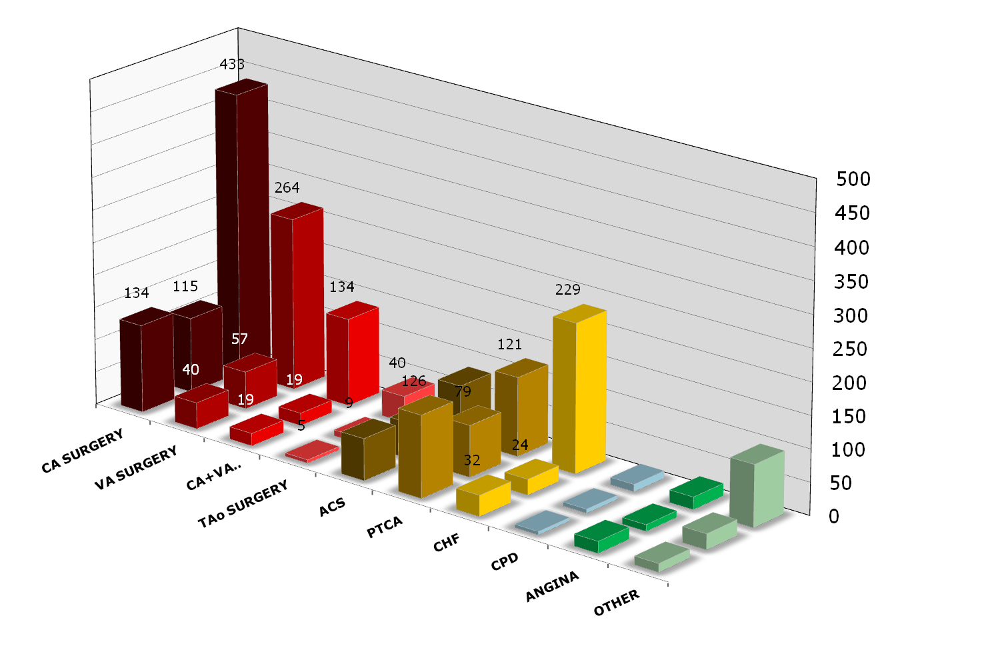 433
264
134
115
134
229
121
57
40
40
126
79
19
19
9
24
5
32
500
450
400
350
300
250
200
150
100
50
0
CA SURGERY
VA SURGERY
CA+VA..
TAo SURGERY
ACS
PTCA
CHF
CPD
ANGINA
OTHER